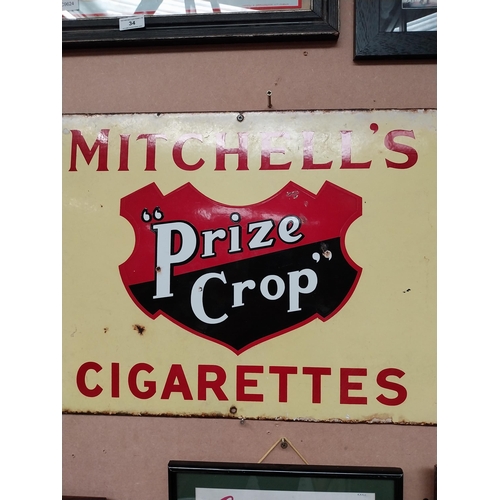 34
MITCHELL'S
"Prize
Crop"
CIGARETTES